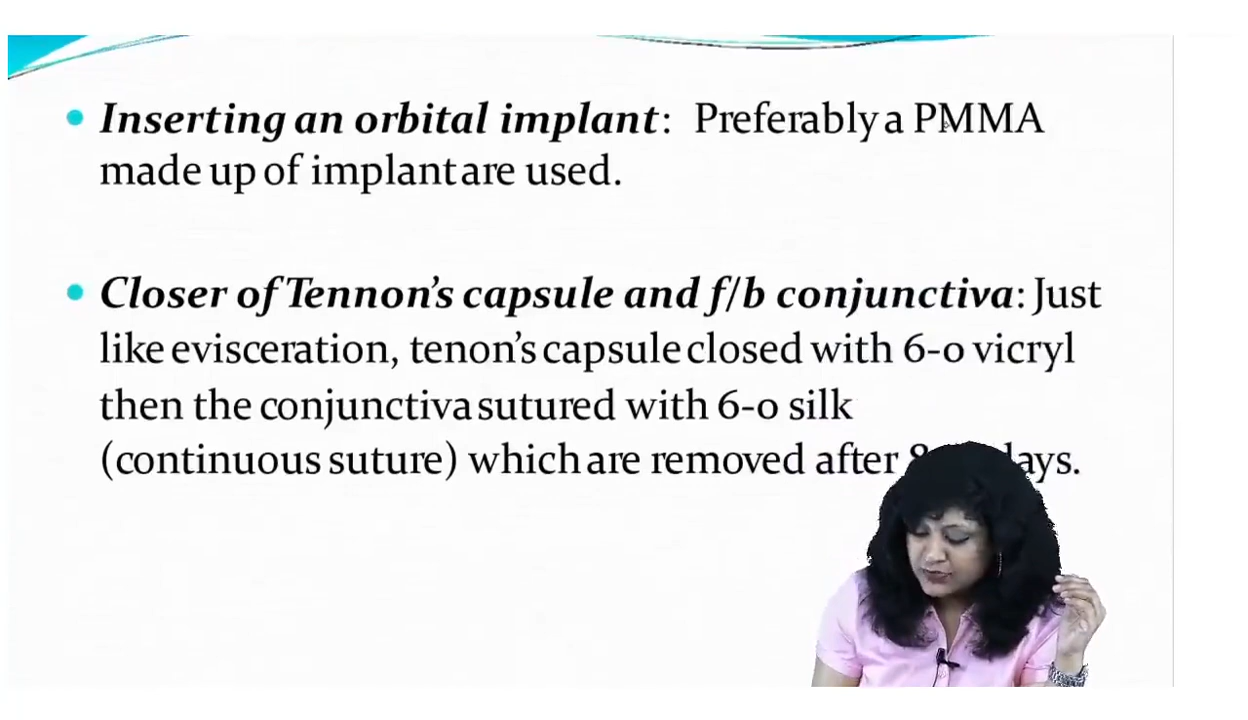 Inserting an orbital implant: Preferably a PMMA
made up of implant are used.
Closer of Tennon's capsule and f/b conjunctiva: Just
like evisceration, tenon's capsule closed with 6-0 vicryl
then the conjunctiva sutured with 6-0 silk
(continuous suture) which are removed after